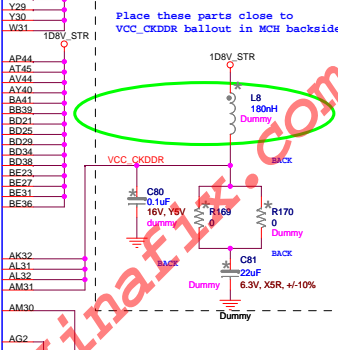 Y29
Y30
W31
Place these parts close to
VCC_CKDDR ballout in MCH backside
1D8V_STR
1D8V_STR
AP44
AT45
AV44
AY40
BA41
BB39
BD21
BD25
BD29
BD34
BD38
BE23
BE27
BE31
BE36
L8
180nH
Dummy
VCC_CKDDR
BACK
C80
0.1uF
16V, Y5V
dummy
R169
0
R170
0
Dummy
BACK
BACK
AK32
AL31
AL32
AM31
C81
22uF
Dummy
6.3V, X5R, +/-10%
Dummy
AM30
AG2
inafix.com